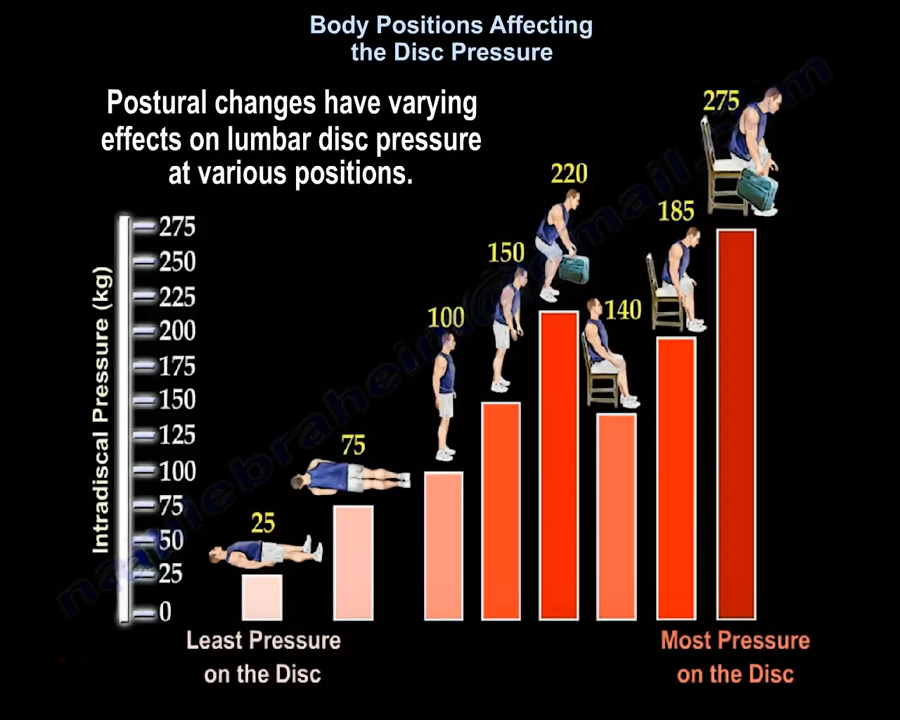 Body Positions Affecting
the Disc Pressure
Postural changes have varying
effects on lumbar disc pressure
at various positions.
Intradiscal Pressure (kg)
275
250
225
200
175
150
125
100
75
50
25
0
25
75
100
150
220
140
185
275
Least Pressure
on the Disc
Most Pressure
on the Disc